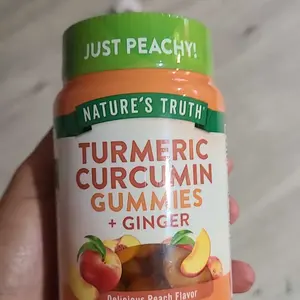 JUST PEACHY!
NATURE'S TRUTH
TURMERIC
CURCUMIN
GUMMIES
+ GINGER
Delicious Peach Flavor